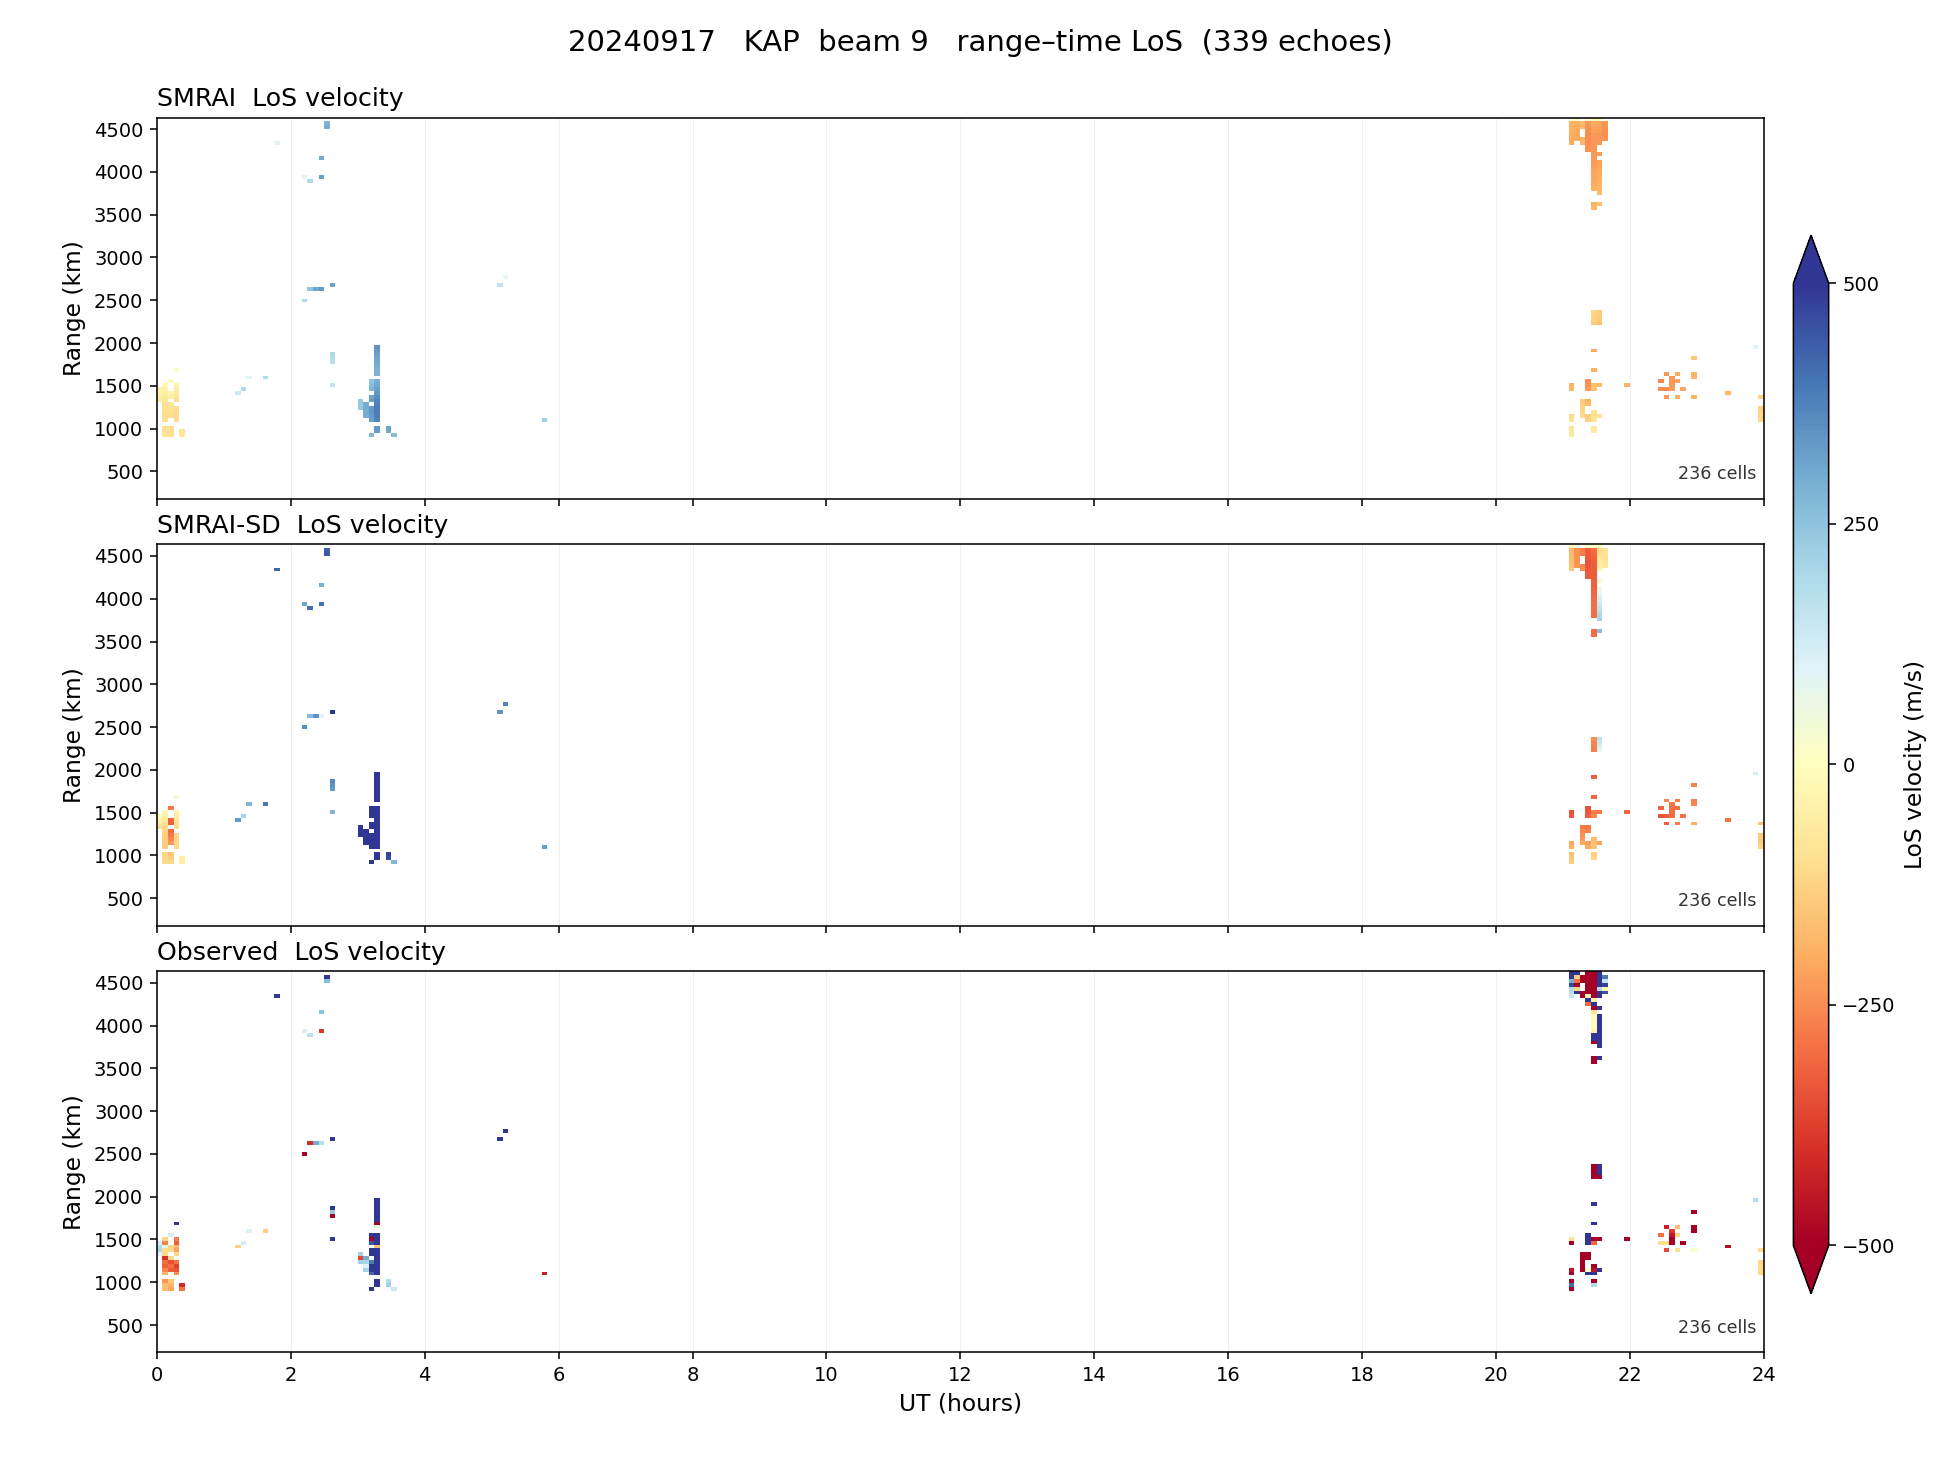 20240917   KAP  beam 9   range–time LoS  (339 echoes)
SMRAI  LoS velocity
4500
4000
3500
3000
2500
2000
1500
1000
500
Range (km)
236 cells
SMRAI-SD  LoS velocity
4500
4000
3500
3000
2500
2000
1500
1000
500
Range (km)
236 cells
Observed  LoS velocity
4500
4000
3500
3000
2500
2000
1500
1000
500
Range (km)
236 cells
0 2 4 6 8 10 12 14 16 18 20 22 24
UT (hours)
500
250
0
−250
−500
LoS velocity (m/s)